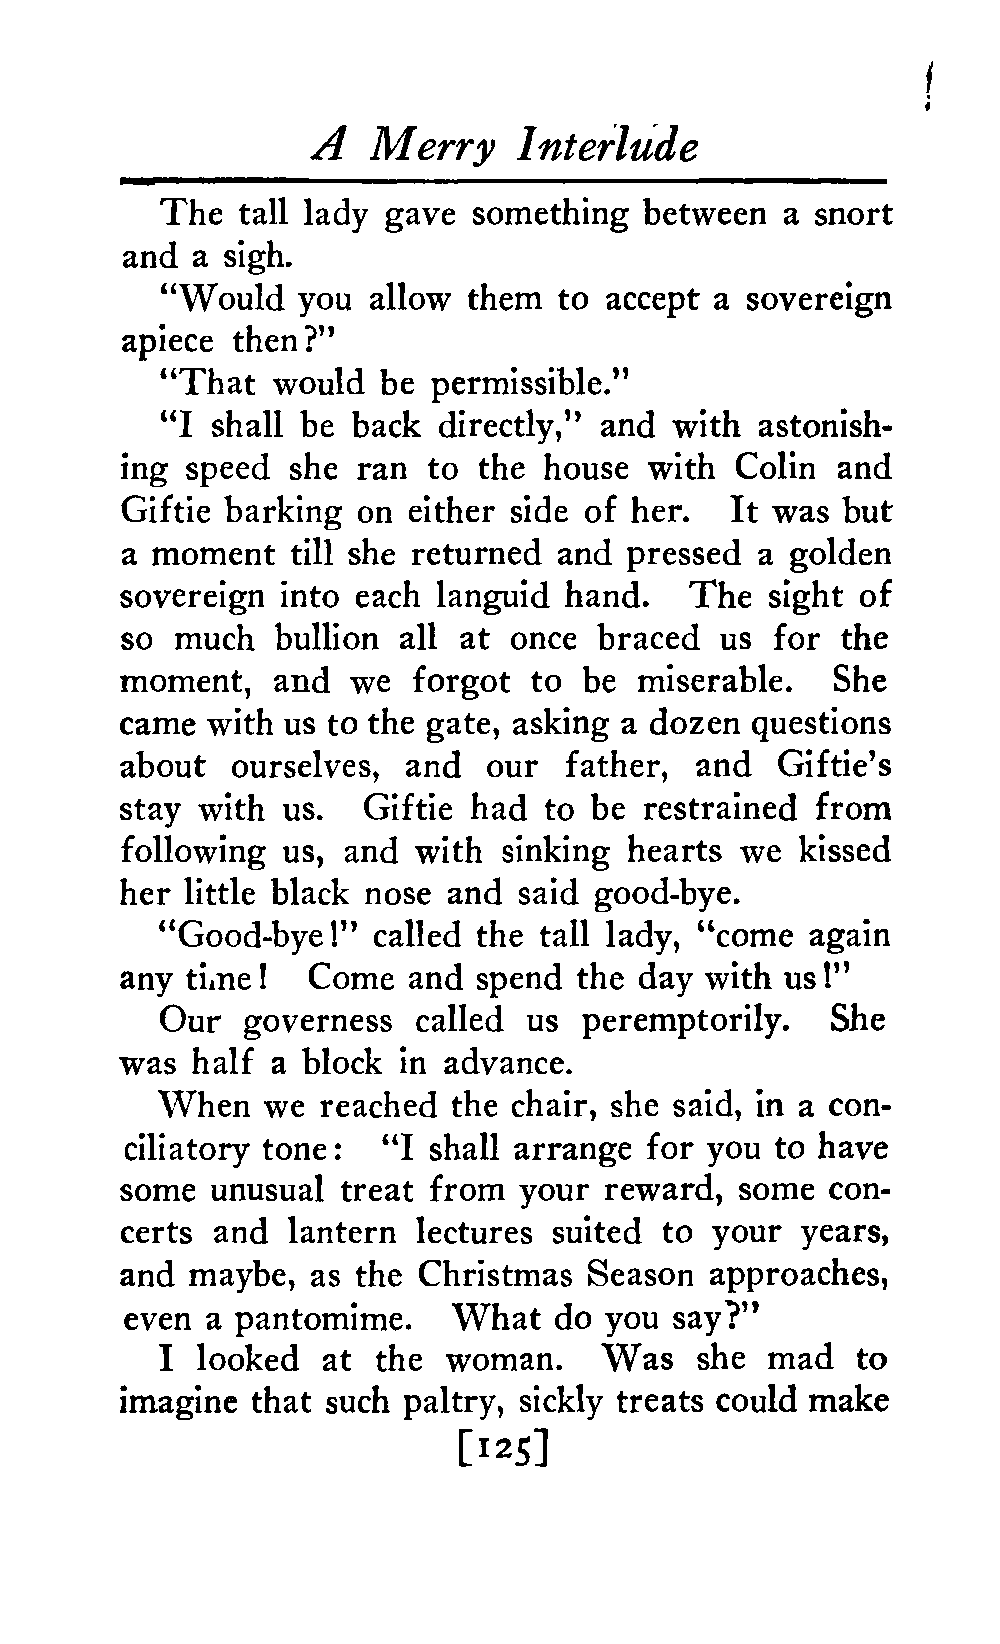 A Merry Interlude
The tall lady gave something between a snort
and a sigh.
“Would you allow them to accept a sovereign
apiece then?”
“That would be permissible.”
“I shall be back directly,” and with astonish-
ing speed she ran to the house with Colin and
Giftie barking on either side of her. It was but
a moment till she returned and pressed a golden
sovereign into each languid hand. The sight of
so much bullion all at once braced us for the
moment, and we forgot to be miserable. She
came with us to the gate, asking a dozen questions
about ourselves, and our father, and Giftie’s
stay with us. Giftie had to be restrained from
following us, and with sinking hearts we kissed
her little black nose and said good-bye.
“Good-bye!” called the tall lady, “come again
any time! Come and spend the day with us!”
Our governess called us peremptorily. She
was half a block in advance.
When we reached the chair, she said, in a con-
ciliatory tone: “I shall arrange for you to have
some unusual treat from your reward, some con-
certs and lantern lectures suited to your years,
and maybe, as the Christmas Season approaches,
even a pantomime. What do you say?”
I looked at the woman. Was she mad to
imagine that such paltry, sickly treats could make
[125]